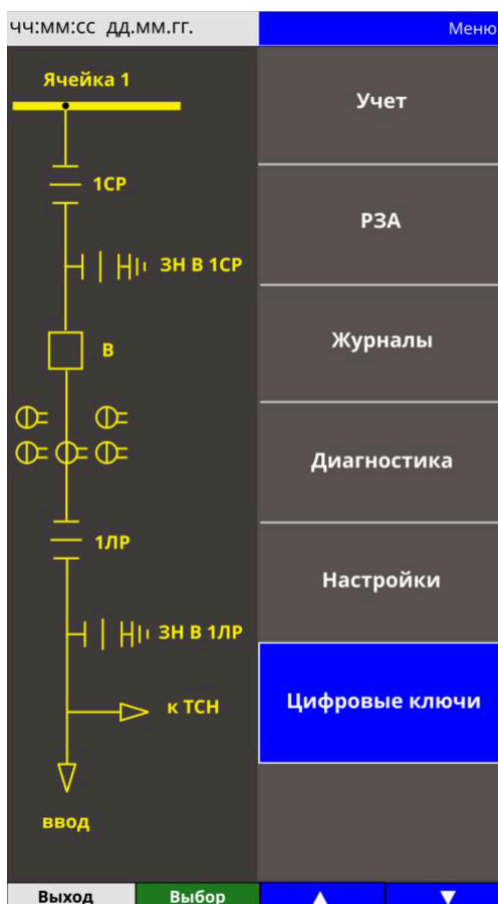 чч:мм:сс дд.мм.гг.
Меню
Ячейка 1
1СР
ЗН В 1СР
В
1ЛР
ЗН В 1ЛР
к ТСН
ввод
Учет
РЗА
Журналы
Диагностика
Настройки
Цифровые ключи
Выход
Выбор